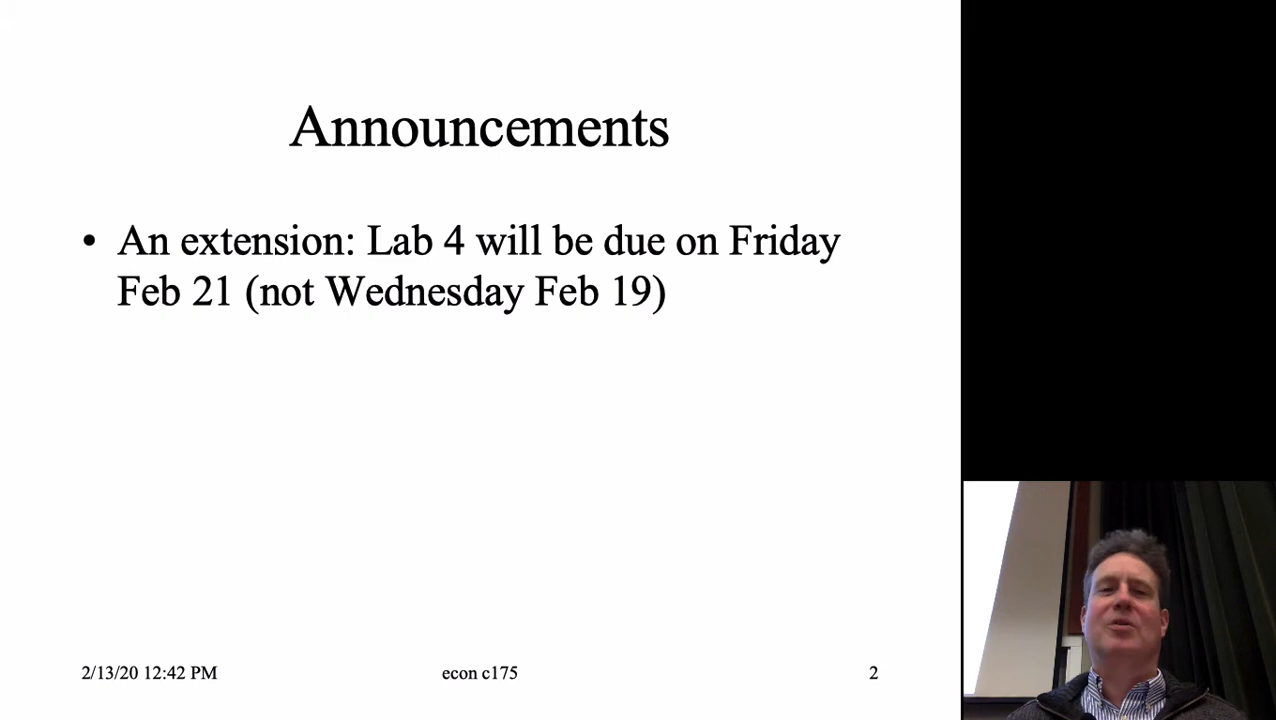 Announcements
• An extension: Lab 4 will be due on Friday
Feb 21 (not Wednesday Feb 19)
2/13/20 12:42 PM
econ c175
2